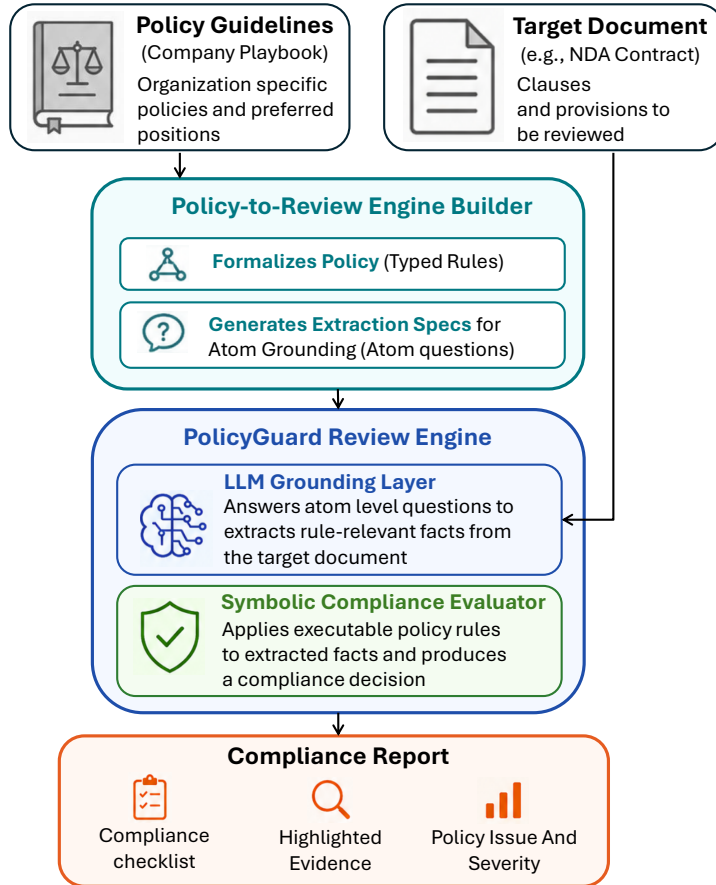 Policy Guidelines
(Company Playbook)
Organization specific
policies and preferred
positions
Target Document
(e.g., NDA Contract)
Clauses
and provisions to
be reviewed
Policy-to-Review Engine Builder
Formalizes Policy (Typed Rules)
?
Generates Extraction Specs for
Atom Grounding (Atom questions)
PolicyGuard Review Engine
LLM Grounding Layer
Answers atom level questions to
extracts rule-relevant facts from
the target document
Symbolic Compliance Evaluator
Applies executable policy rules
to extracted facts and produces
a compliance decision
Compliance Report
Compliance
checklist
Highlighted
Evidence
Policy Issue And
Severity